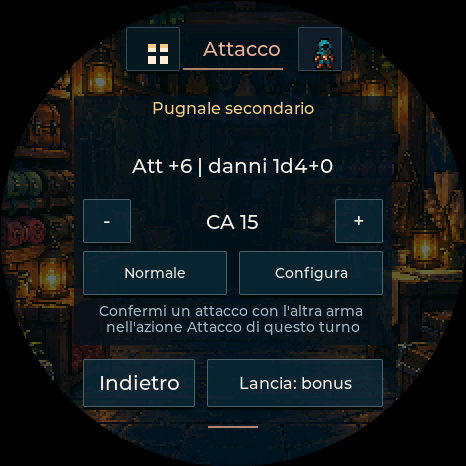 Attacco
Pugnale secondario
Att +6 | danni 1d4+0
- CA 15 +
Normale Configura
Confermi un attacco con l'altra arma
nell'azione Attacco di questo turno
Indietro Lancia: bonus